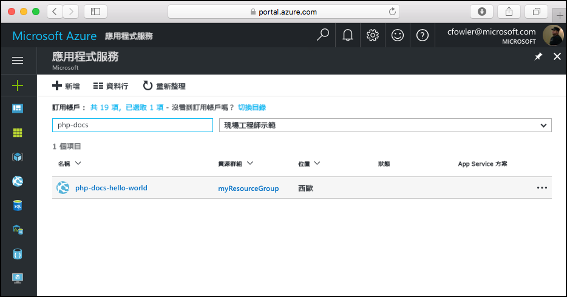 portal.azure.com
Microsoft Azure 應用程式服務
cfowler@microsoft.com
MICROSOFT
應用程式服務
Microsoft
新增 資料行 重新整理
訂用帳戶： 共 19 項，已選取 1 項 - 沒看到訂用帳戶嗎？ 切換目錄
php-docs 現場工程師示範
1 個項目
名稱 資源群組 位置 狀態 App Service 方案
php-docs-hello-world myResourceGroup 西歐